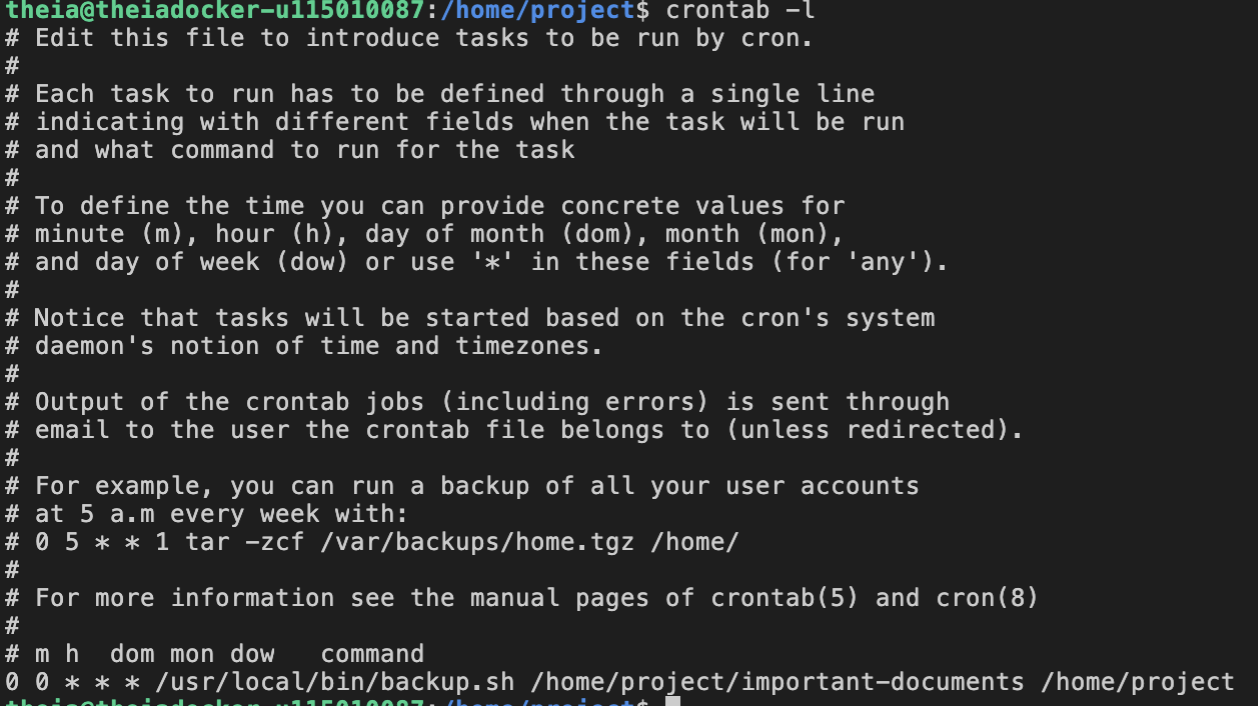 theia@theiadocker-u115010087:/home/project$ crontab -l
# Edit this file to introduce tasks to be run by cron.
#
# Each task to run has to be defined through a single line
# indicating with different fields when the task will be run
# and what command to run for the task
#
# To define the time you can provide concrete values for
# minute (m), hour (h), day of month (dom), month (mon),
# and day of week (dow) or use '*' in these fields (for 'any').
#
# Notice that tasks will be started based on the cron's system
# daemon's notion of time and timezones.
#
# Output of the crontab jobs (including errors) is sent through
# email to the user the crontab file belongs to (unless redirected).
#
# For example, you can run a backup of all your user accounts
# at 5 a.m every week with:
# 0 5 * * 1 tar -zcf /var/backups/home.tgz /home/
#
# For more information see the manual pages of crontab(5) and cron(8)
#
# m h  dom mon dow   command
0 0 * * * /usr/local/bin/backup.sh /home/project/important-documents /home/project
theia@theiadocker-u115010087:/home/project$